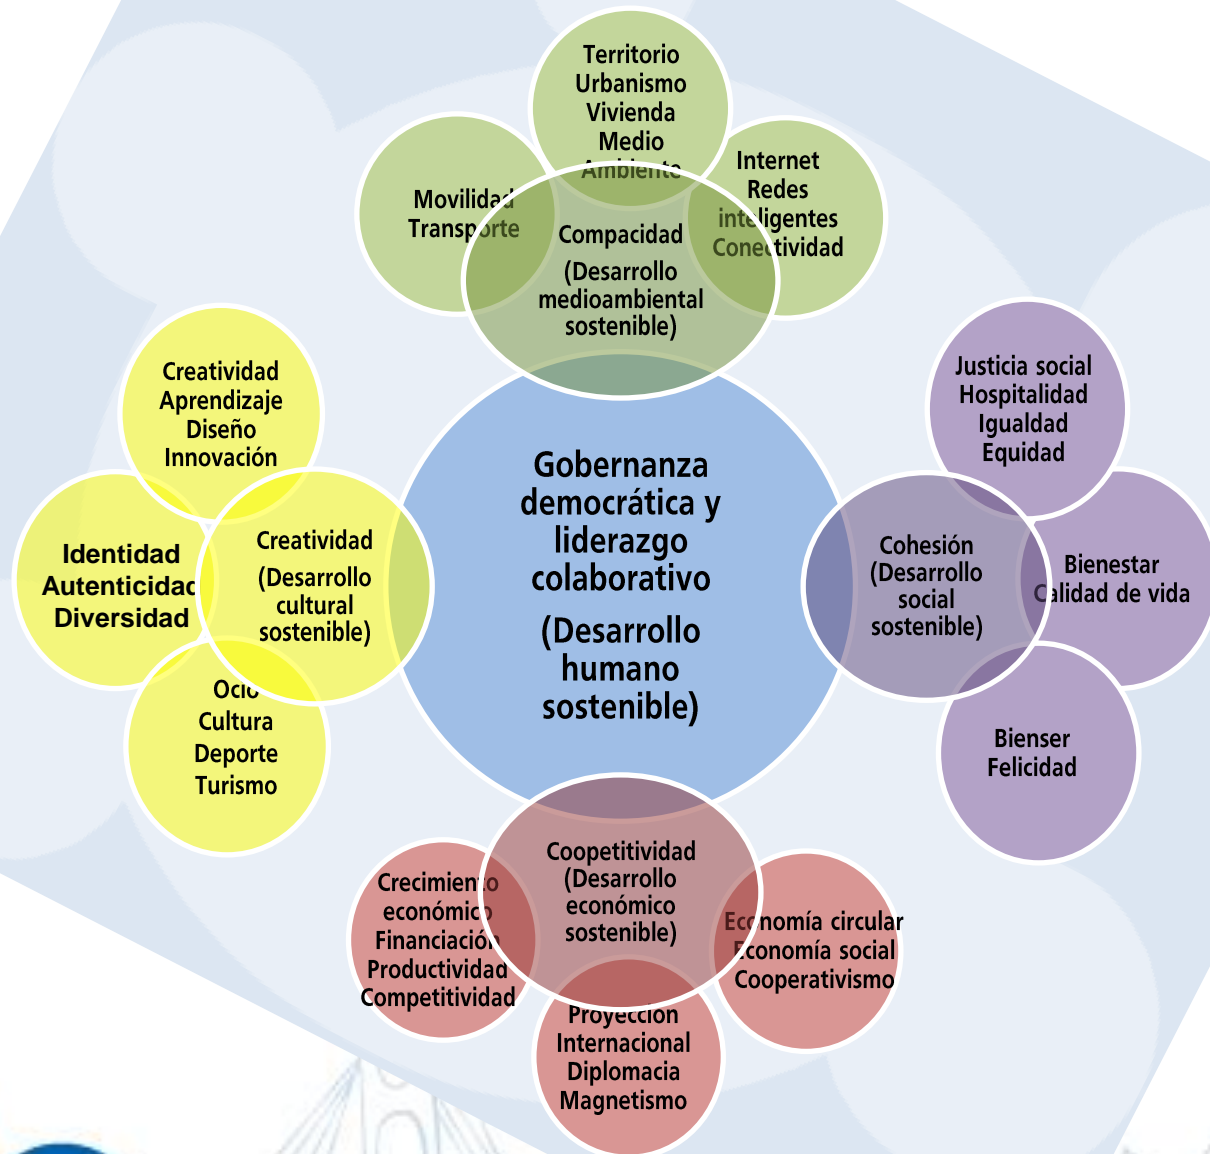 Territorio
Urbanismo
Vivienda
Medio
Ambiente
Movilidad
Transporte
Internet
Redes
inteligentes
Conectividad
Compacidad
(Desarrollo
medioambiental
sostenible)
Creatividad
Aprendizaje
Diseño
Innovación
Identidad
Autenticidad
Diversidad
Ocio
Cultura
Deporte
Turismo
Creatividad
(Desarrollo
cultural
sostenible)
Gobernanza
democrática y
liderazgo
colaborativo
(Desarrollo
humano
sostenible)
Cohesión
(Desarrollo
social
sostenible)
Justicia social
Hospitalidad
Igualdad
Equidad
Bienestar
Calidad de vida
Bienser
Felicidad
Coopetitividad
(Desarrollo
económico
sostenible)
Crecimiento
económico
Financiación
Productividad
Competitividad
Proyección
Internacional
Diplomacia
Magnetismo
Economía circular
Economía social
Cooperativismo